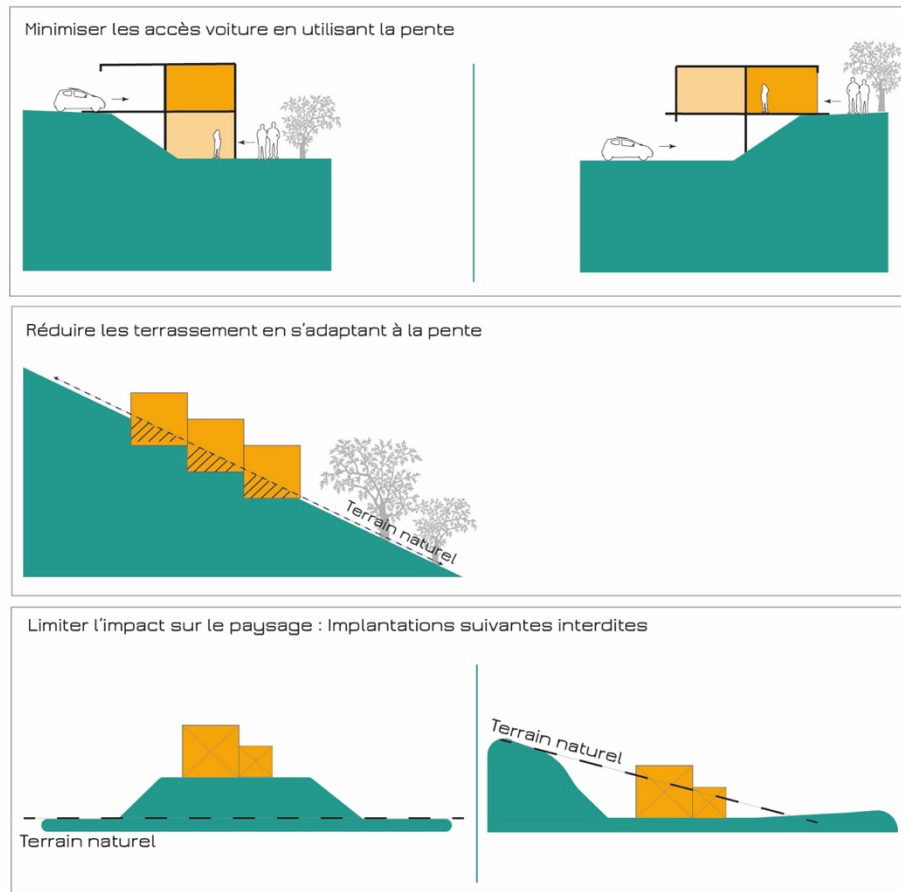 Minimiser les accès voiture en utilisant la pente
Réduire les terrassement en s'adaptant à la pente
Terrain naturel
Limiter l'impact sur le paysage : Implantations suivantes interdites
Terrain naturel
Terrain naturel